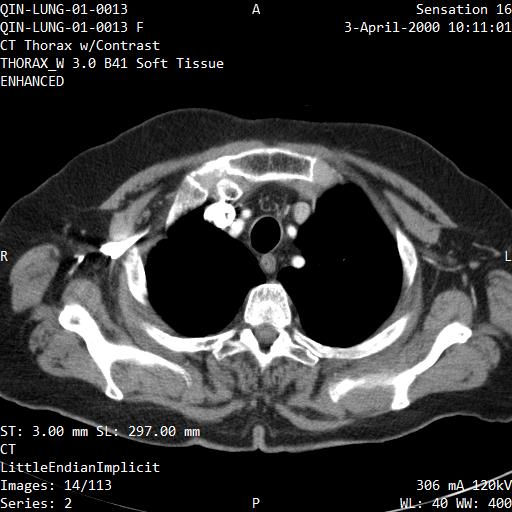 QIN-LUNG-01-0013
A
Sensation 16
QIN-LUNG-01-0013 F
3-April-2000 10:11:01
CT Thorax w/Contrast
THORAX_W 3.0 B41 Soft Tissue
ENHANCED
R
L
ST: 3.00 mm SL: 297.00 mm
CT
LittleEndianImplicit
Images: 14/113
306 mA 120kV
Series: 2
P
WL: 40 WW: 400